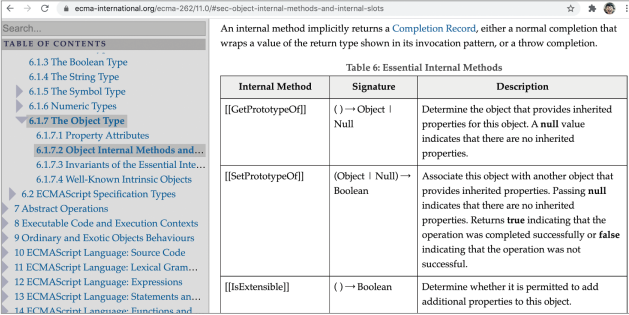 ecma-international.org/ecma-262/11.0/#sec-object-internal-methods-and-internal-slots
Search...
TABLE OF CONTENTS
6.1.3 The Boolean Type
6.1.4 The String Type
6.1.5 The Symbol Type
6.1.6 Numeric Types
6.1.7 The Object Type
6.1.7.1 Property Attributes
6.1.7.2 Object Internal Methods and...
6.1.7.3 Invariants of the Essential Inte...
6.1.7.4 Well-Known Intrinsic Objects
6.2 ECMAScript Specification Types
7 Abstract Operations
8 Executable Code and Execution Contexts
9 Ordinary and Exotic Objects Behaviours
10 ECMAScript Language: Source Code
11 ECMAScript Language: Lexical Gram...
12 ECMAScript Language: Expressions
13 ECMAScript Language: Statements an...
14 ECMAScript Language: Functions and
An internal method implicitly returns a Completion Record, either a normal completion that
wraps a value of the return type shown in its invocation pattern, or a throw completion.
Table 6: Essential Internal Methods
Internal Method Signature Description
[[GetPrototypeOf]] ( ) → Object | Determine the object that provides inherited
Null properties for this object. A null value
indicates that there are no inherited
properties.
[[SetPrototypeOf]] (Object | Null) → Associate this object with another object that
Boolean provides inherited properties. Passing null
indicates that there are no inherited
properties. Returns true indicating that the
operation was completed successfully or false
indicating that the operation was not
successful.
[[IsExtensible]] ( ) → Boolean Determine whether it is permitted to add
additional properties to this object.